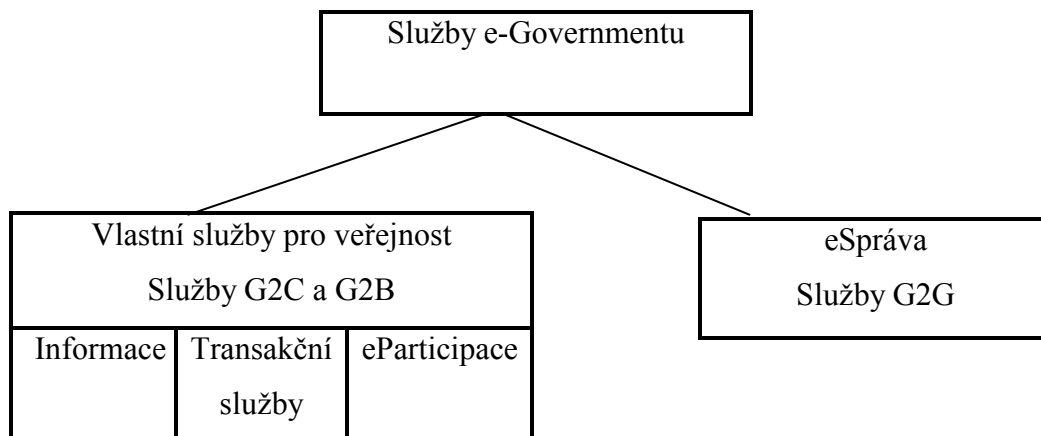 Služby e-Governmentu
Vlastní služby pro veřejnost
Služby G2C a G2B
Informace
Transakční
služby
eParticipace
eSpráva
Služby G2G